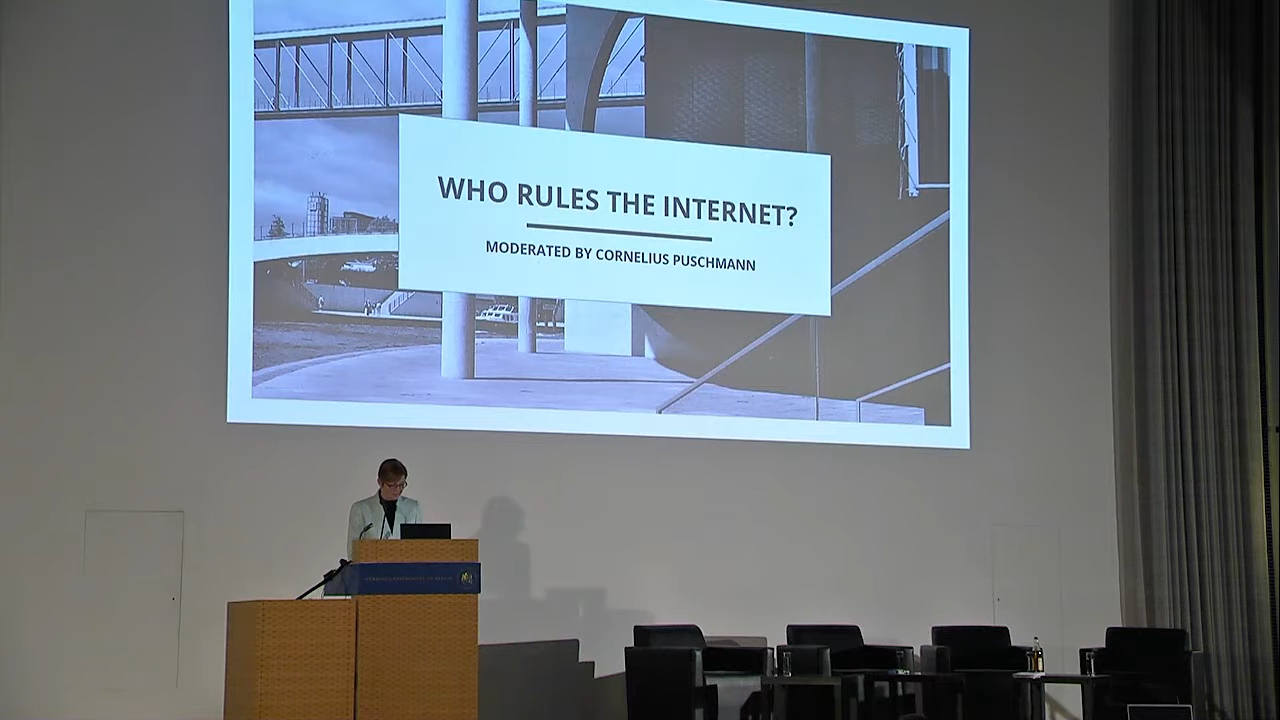 WHO RULES THE INTERNET?
MODERATED BY CORNELIUS PUSCHMANN